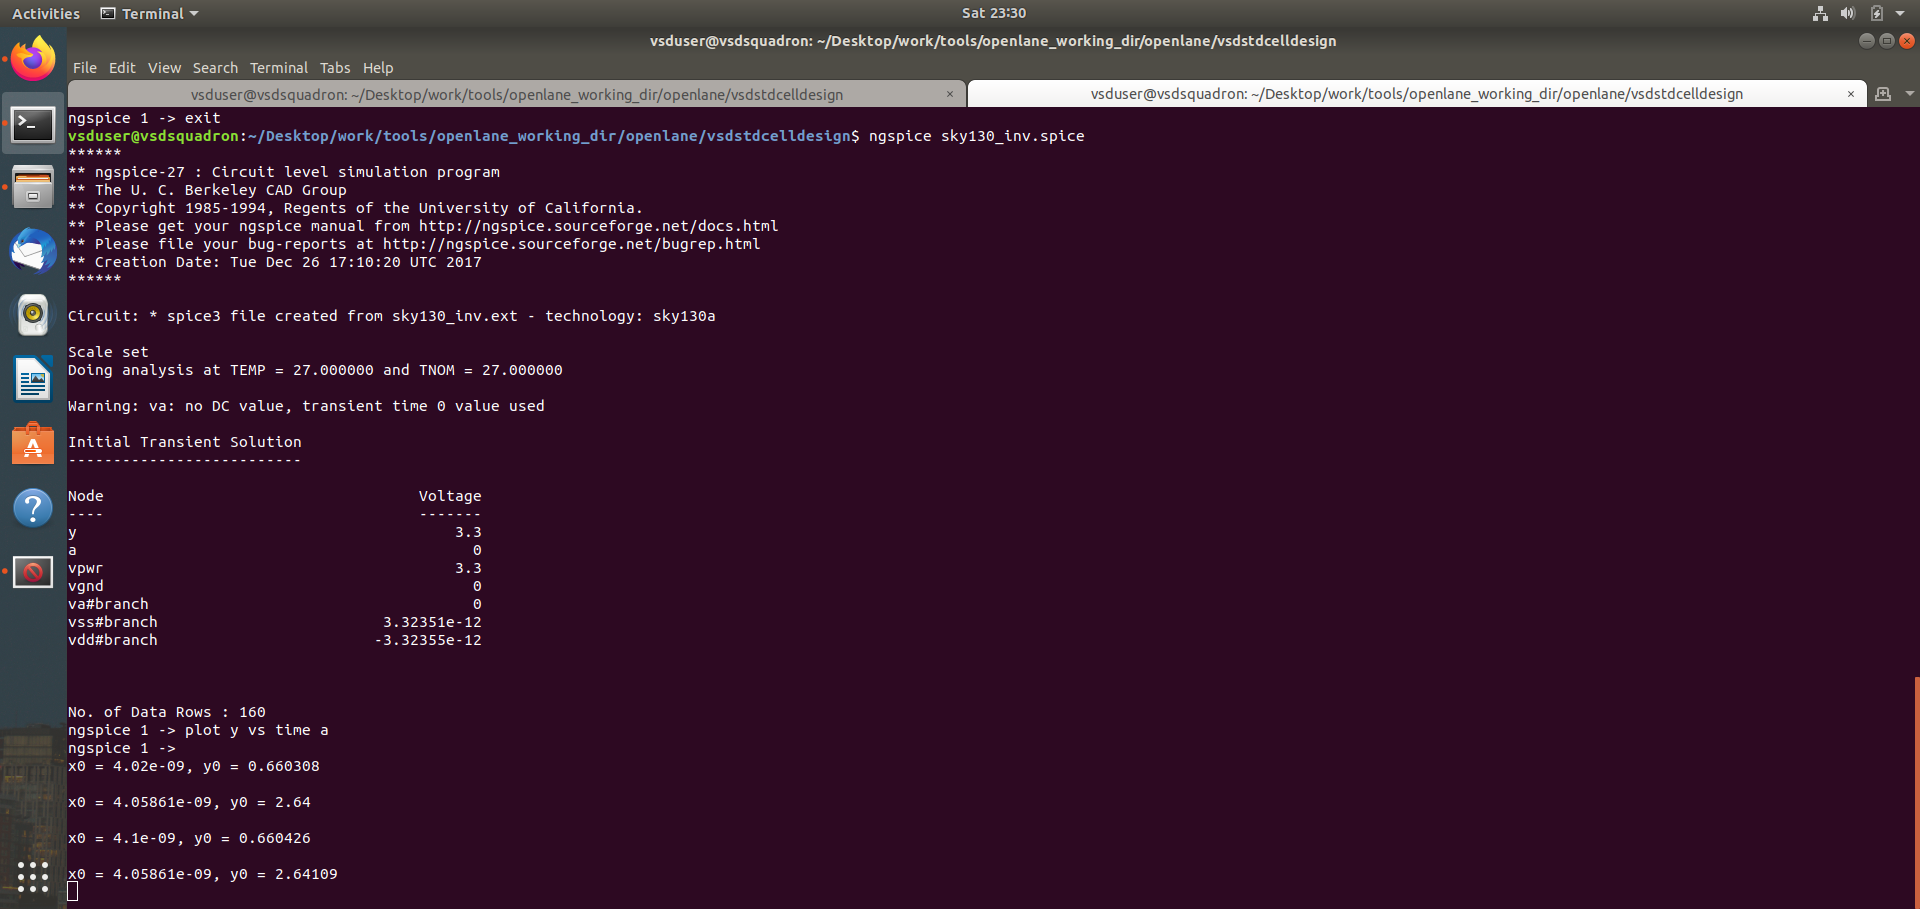 Activities Terminal Sat 23:30
vsduser@vsdsquadron: ~/Desktop/work/tools/openlane_working_dir/openlane/vsdstdcelldesign
File Edit View Search Terminal Tabs Help
vsduser@vsdsquadron: ~/Desktop/work/tools/openlane_working_dir/openlane/vsdstdcelldesign × vsduser@vsdsquadron: ~/Desktop/work/tools/openlane_working_dir/openlane/vsdstdcelldesign ×
ngspice 1 -> exit
vsduser@vsdsquadron:~/Desktop/work/tools/openlane_working_dir/openlane/vsdstdcelldesign$ ngspice sky130_inv.spice
******
** ngspice-27 : Circuit level simulation program
** The U. C. Berkeley CAD Group
** Copyright 1985-1994, Regents of the University of California.
** Please get your ngspice manual from http://ngspice.sourceforge.net/docs.html
** Please file your bug-reports at http://ngspice.sourceforge.net/bugrep.html
** Creation Date: Tue Dec 26 17:10:20 UTC 2017
******
Circuit: * spice3 file created from sky130_inv.ext - technology: sky130a
Scale set
Doing analysis at TEMP = 27.000000 and TNOM = 27.000000
Warning: va: no DC value, transient time 0 value used
Initial Transient Solution
--------------------------
Node Voltage
---- -------
y 3.3
a 0
vpwr 3.3
vgnd 0
va#branch 0
vss#branch 3.32351e-12
vdd#branch -3.32355e-12
No. of Data Rows : 160
ngspice 1 -> plot y vs time a
ngspice 1 ->
x0 = 4.02e-09, y0 = 0.660308
x0 = 4.05861e-09, y0 = 2.64
x0 = 4.1e-09, y0 = 0.660426
x0 = 4.05861e-09, y0 = 2.64109